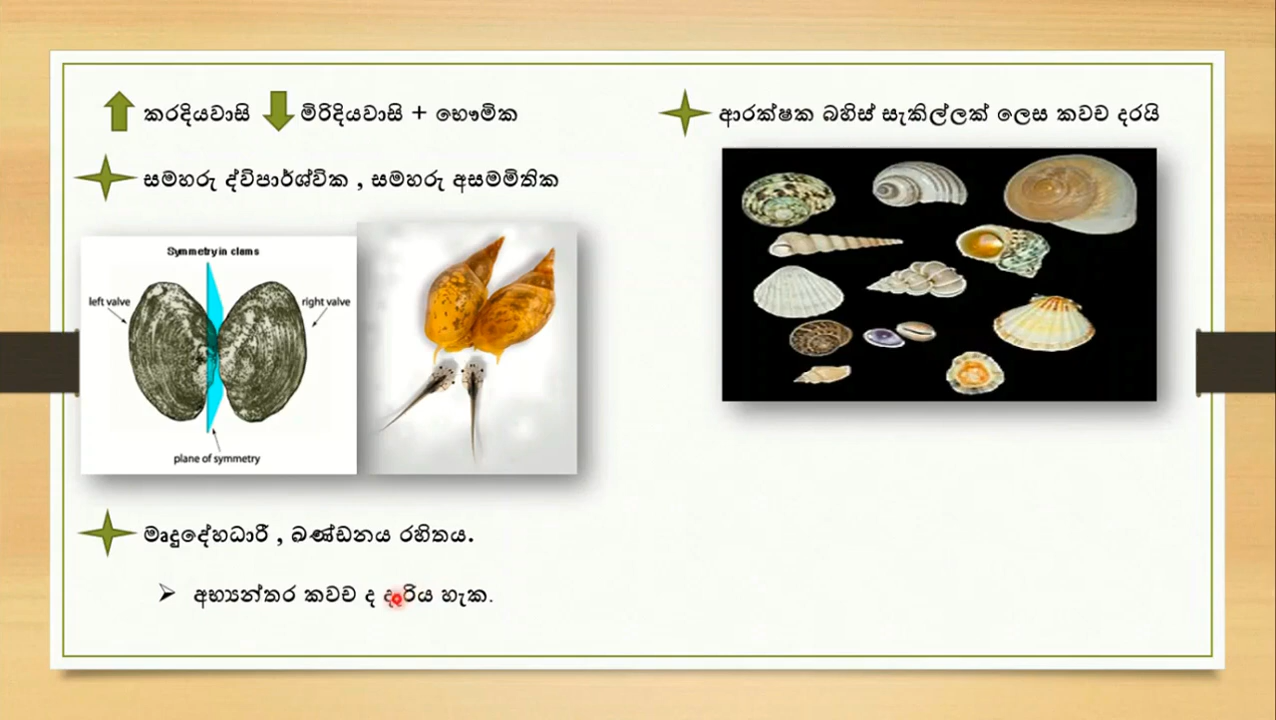 කරදියවාසි මිරිදියවාසි + භෞමික
සමහරු ද්විපාර්ශ්වික , සමහරු අසමමිතික
Symmetry in clams
left valve
right valve
plane of symmetry
මෘදුදේහධාරී , ඛණ්ඩනය රහිතය.
අභ්‍යන්තර කවච ද දැරිය හැක.
ආරක්ෂක බහිස් සැකිල්ලක් ලෙස කවච දරයි